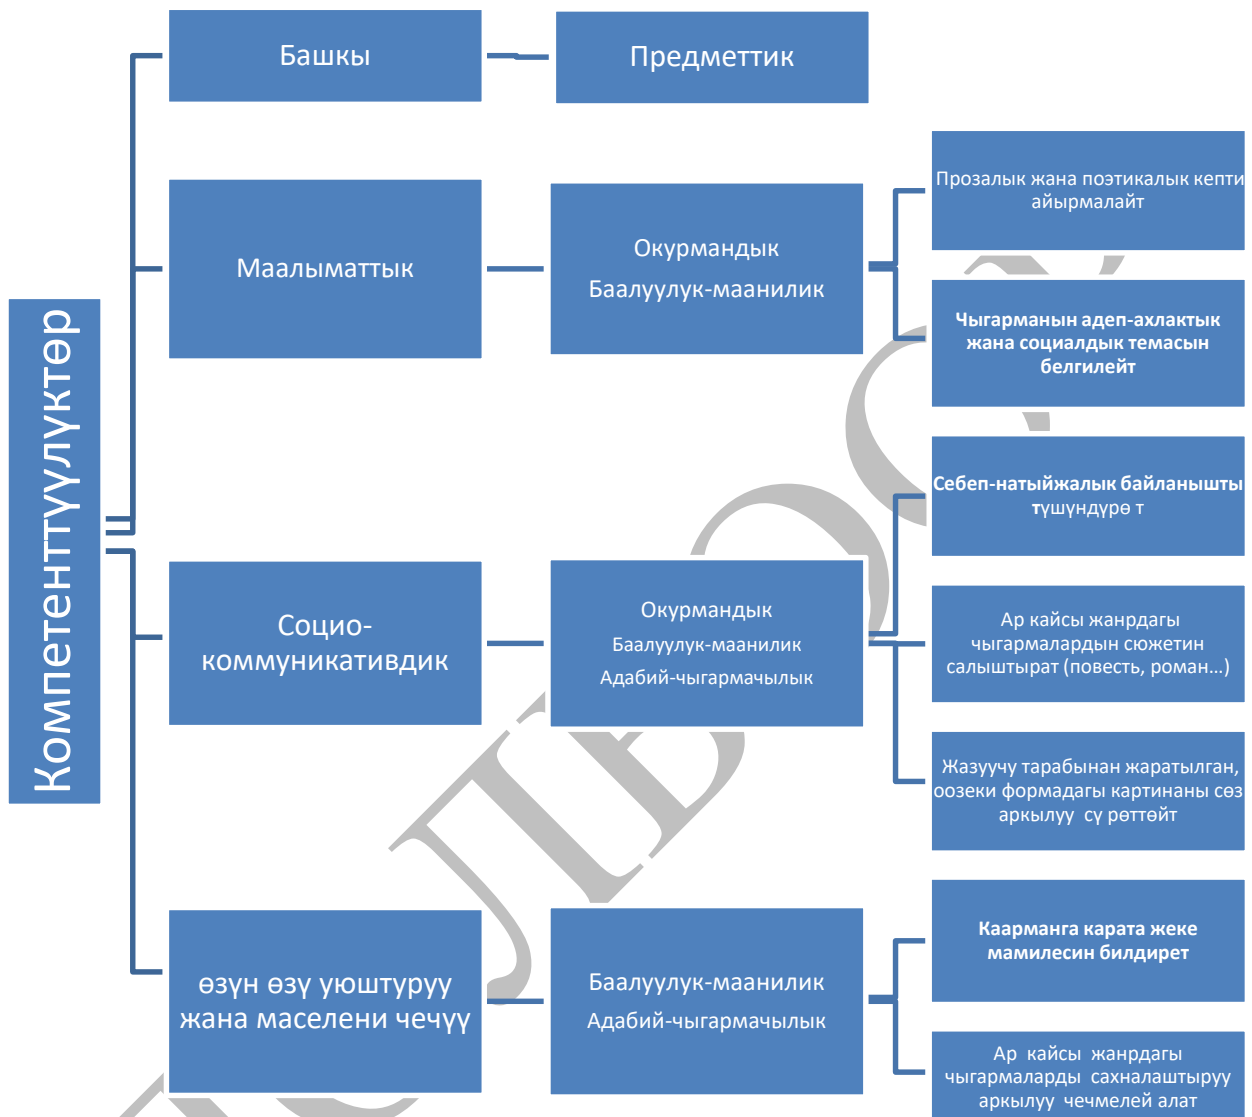 Компетенттүүлүктөр
Башкы
Предметтик
Маалыматтык
Окурмандык
Баалуулук-маанилик
Прозалык жана поэтикалык кепти
айырмалайт
Чыгарманын адеп-ахлактык
жана социалдык темасын
белгилейт
Социо-
коммуникативдик
Окурмандык
Баалуулук-маанилик
Адабий-чыгармачылык
Себеп-натыйжалык байланышты
түшүндүрө т
Ар кайсы жанрдагы
чыгармалардын сюжетин
салыштырат (повесть, роман…)
Жазуучу тарабынан жаратылган,
оозеки формадагы картинаны сөз
аркылуу сү рөттөйт
өзүн өзү уюштуруу
жана маселени чечүү
Баалуулук-маанилик
Адабий-чыгармачылык
Каарманга карата жеке
мамилесин билдирет
Ар кайсы жанрдагы
чыгармаларды сахналаштыруу
аркылуу чечмелей алат